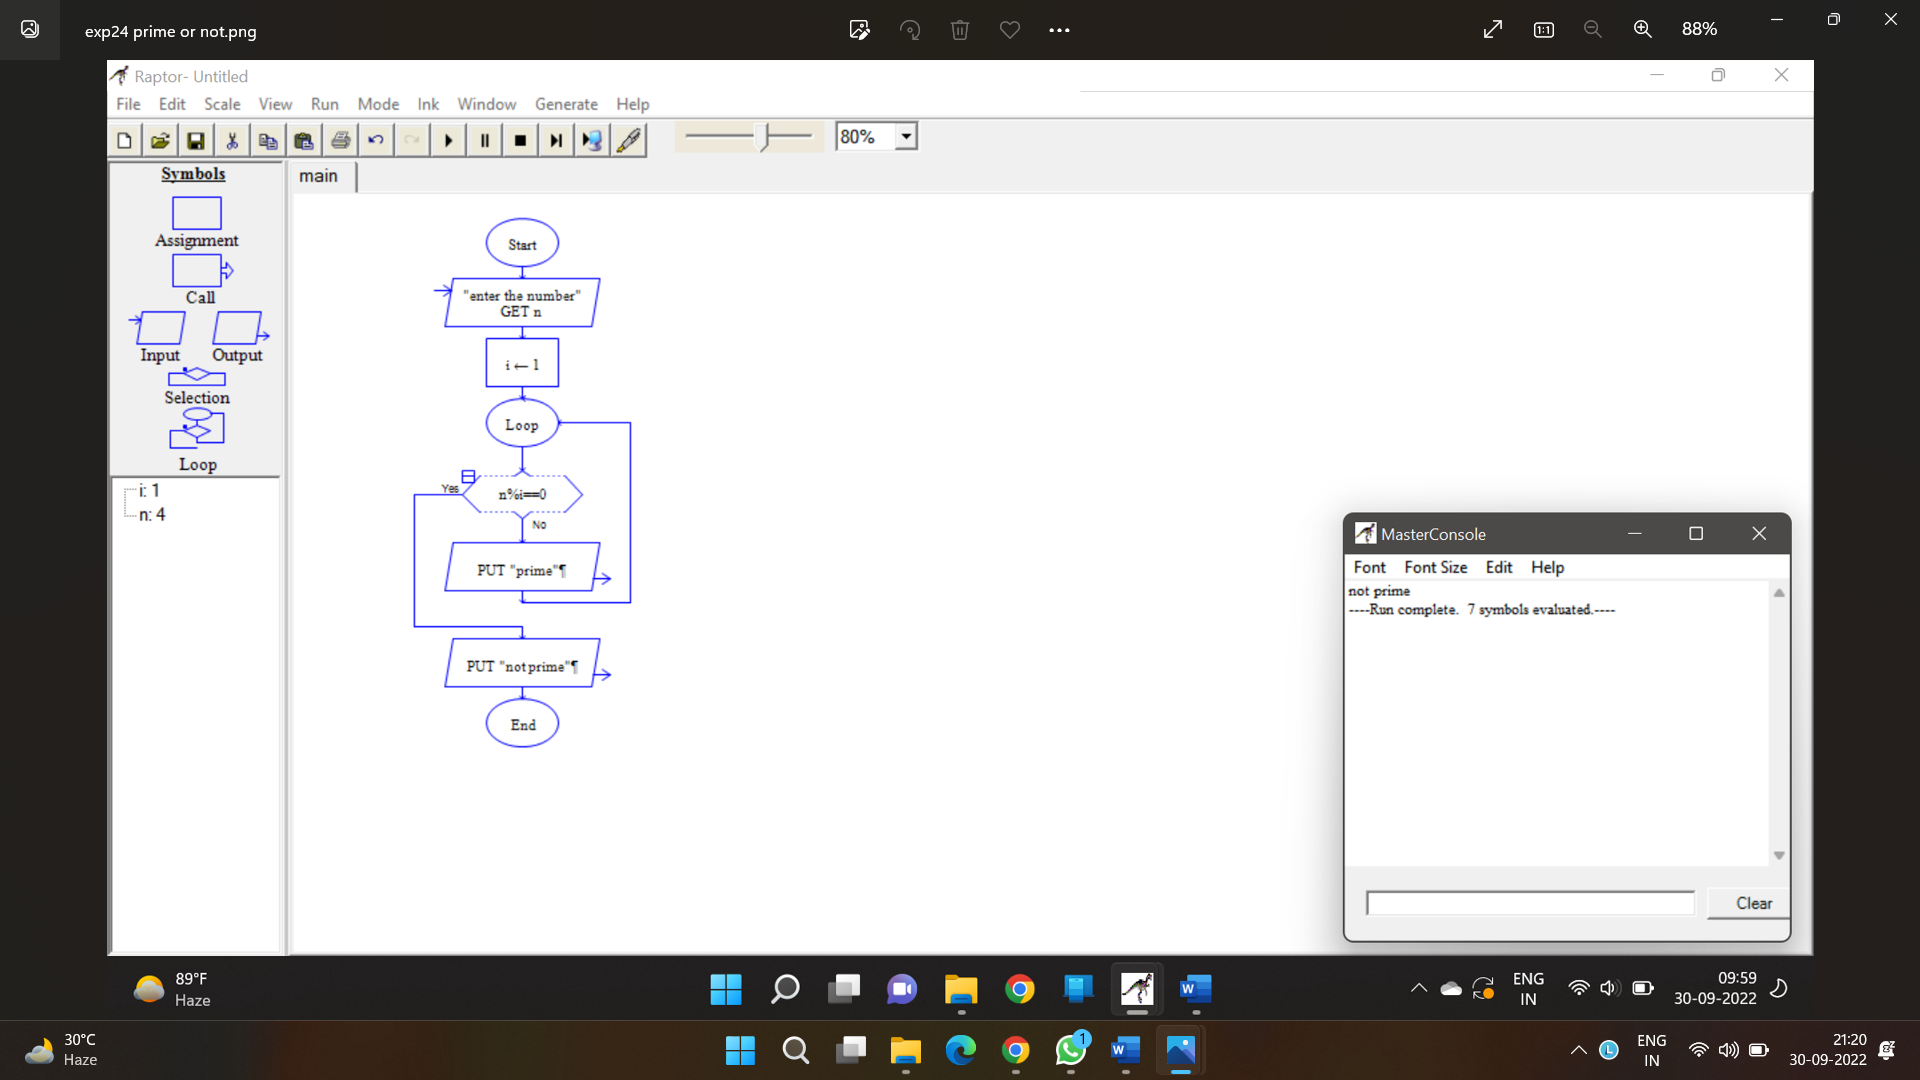 exp24 prime or not.png
88%
Raptor- Untitled
File Edit Scale View Run Mode Ink Window Generate Help
80%
Symbols
main
Assignment
Call
Input Output
Selection
Loop
i: 1
n: 4
Start
"enter the number"
GET n
i ← 1
Loop
Yes
n%i==0
No
PUT "prime"¶
PUT "not prime"¶
End
MasterConsole
Font Font Size Edit Help
not prime
----Run complete. 7 symbols evaluated.----
Clear
89°F
Haze
ENG
IN
09:59
30-09-2022
30°C
Haze
1
ENG
IN
21:20
30-09-2022